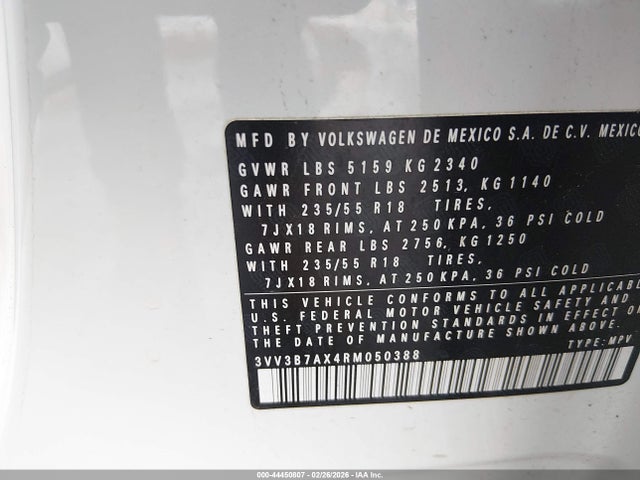 MFD BY VOLKSWAGEN DE MEXICO S.A. DE C.V. MEXICO
GVWR LBS 5159 KG 2340
GAWR FRONT LBS 2513, KG 1140
WITH 235/55 R18 TIRES,
7JX18 RIMS, AT 250 KPA, 36 PSI COLD
GAWR REAR LBS 2756, KG 1250
WITH 235/55 R18 TIRES,
7JX18 RIMS, AT 250 KPA, 36 PSI COLD
THIS VEHICLE CONFORMS TO ALL APPLICABLE
U.S. FEDERAL MOTOR VEHICLE SAFETY AND
PREVENTION STANDARDS IN EFFECT O
THE DATE OF MANUFACTURE SHOWN ABOVE.
3VV3B7AX4RM050388 TYPE: MPV
000-44450807 - 02/26/2026 - IAA Inc.